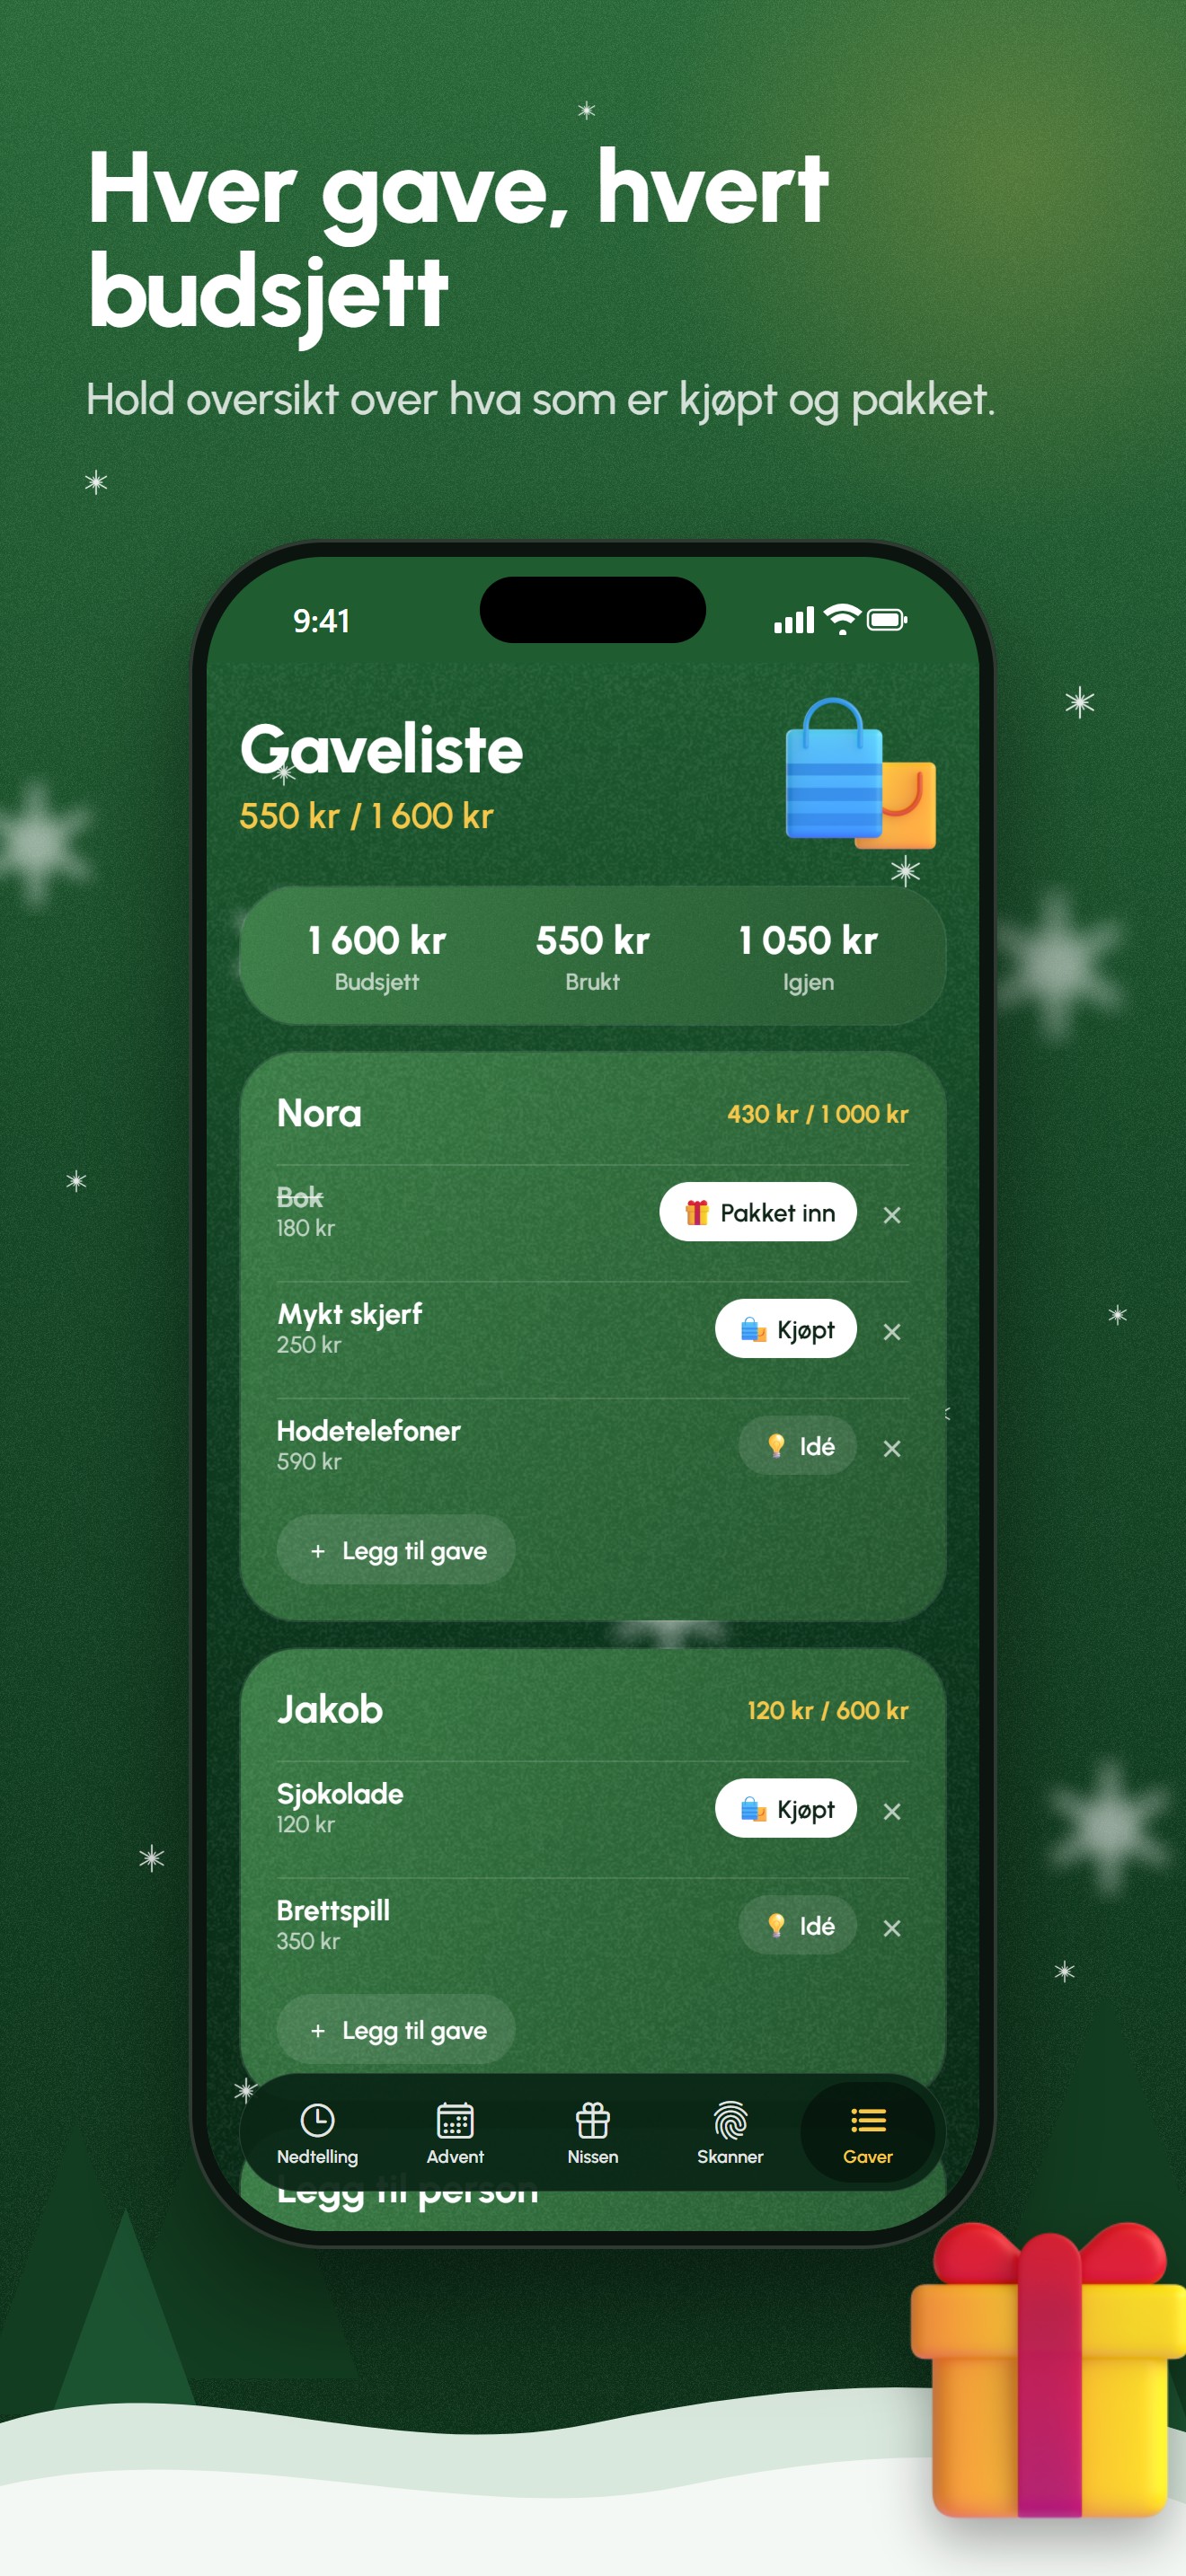 Hver gave, hvert
budsjett
Hold oversikt over hva som er kjøpt og pakket.
9:41
Gaveliste
550 kr / 1 600 kr
1 600 kr 550 kr 1 050 kr
Budsjett Brukt Igjen
Nora 430 kr / 1 000 kr
Bok
180 kr
Pakket inn ×
Mykt skjerf
250 kr
Kjøpt ×
Hodetelefoner
590 kr
Idé ×
+ Legg til gave
Jakob 120 kr / 600 kr
Sjokolade
120 kr
Kjøpt ×
Brettspill
350 kr
Idé ×
+ Legg til gave
Nedtelling Advent Nissen Skanner Gaver
Legg til person